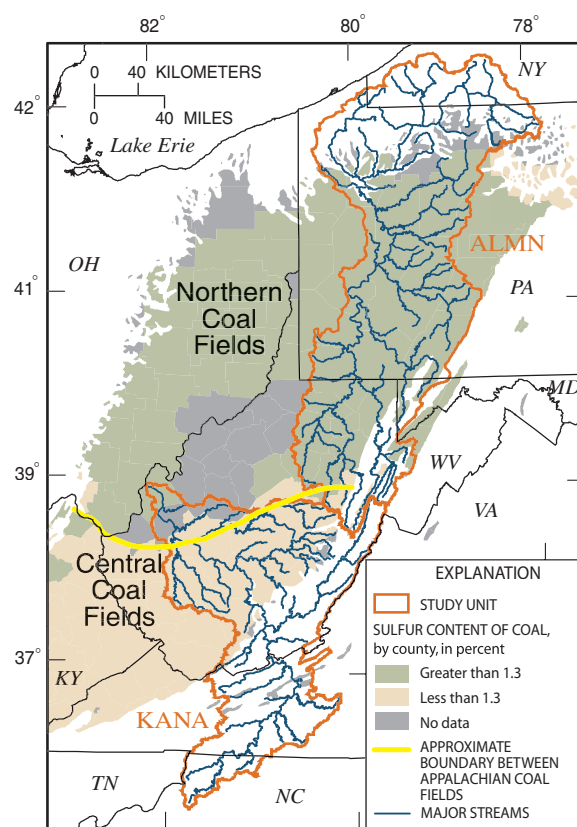 82° 80° 78°
0 40 KILOMETERS
0 40 MILES
NY
42°
Lake Erie
ALMN
OH
41°
PA
Northern
Coal
Fields
MD
39°
WV
VA
Central
Coal
Fields
37°
KY
KANA
TN
NC
EXPLANATION
STUDY UNIT
SULFUR CONTENT OF COAL,
by county, in percent
Greater than 1.3
Less than 1.3
No data
APPROXIMATE
BOUNDARY BETWEEN
APPALACHIAN COAL
FIELDS
MAJOR STREAMS
82 80 78°